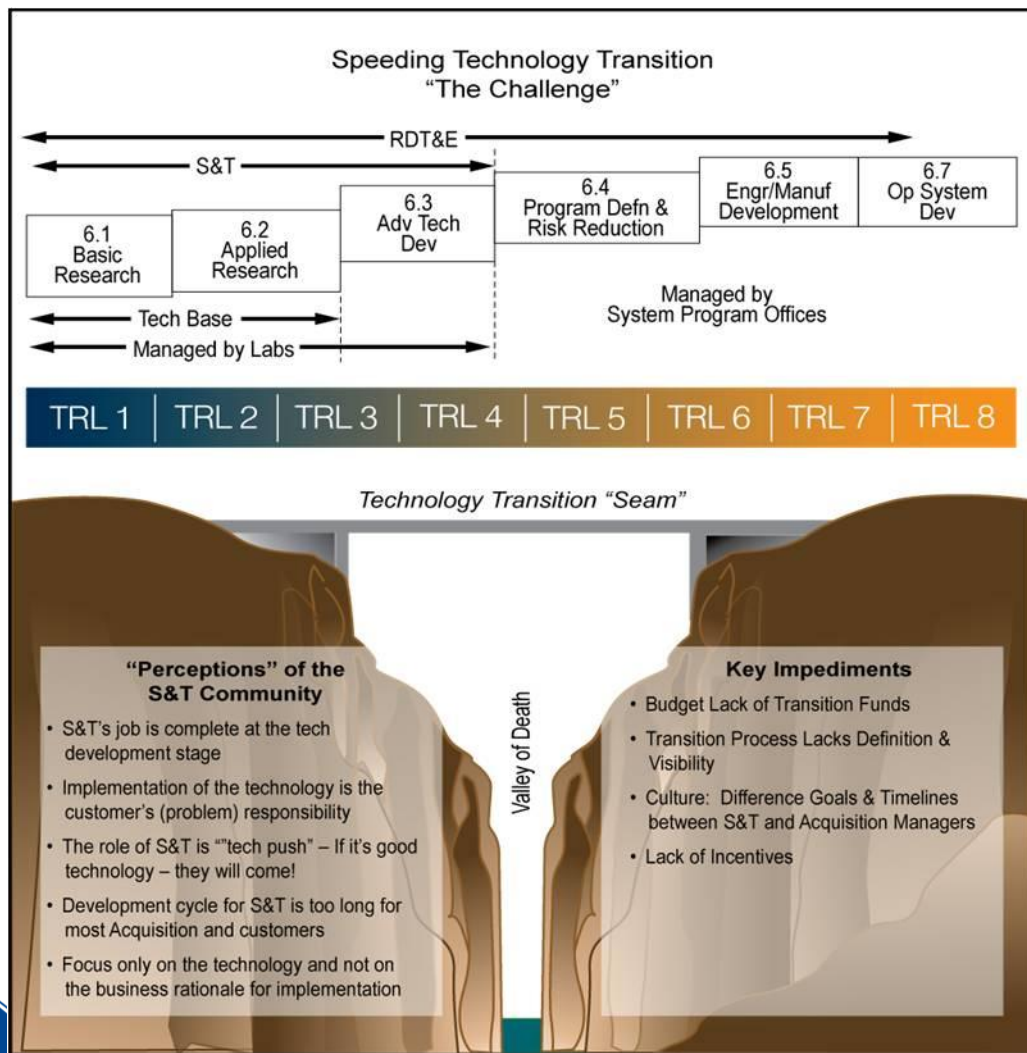 Speeding Technology Transition
“The Challenge”
RDT&E
S&T
6.1
Basic
Research
6.2
Applied
Research
6.3
Adv Tech
Dev
6.4
Program Defn &
Risk Reduction
6.5
Engr/Manuf
Development
6.7
Op System
Dev
Tech Base
Managed by Labs
Managed by
System Program Offices
TRL 1 TRL 2 TRL 3 TRL 4 TRL 5 TRL 6 TRL 7 TRL 8
Technology Transition “Seam”
“Perceptions” of the
S&T Community
• S&T’s job is complete at the tech
development stage
• Implementation of the technology is the
customer’s (problem) responsibility
• The role of S&T is “”tech push” – If it’s good
technology – they will come!
• Development cycle for S&T is too long for
most Acquisition and customers
• Focus only on the technology and not on
the business rationale for implementation
Valley of Death
Key Impediments
• Budget Lack of Transition Funds
• Transition Process Lacks Definition &
Visibility
• Culture: Difference Goals & Timelines
between S&T and Acquisition Managers
• Lack of Incentives